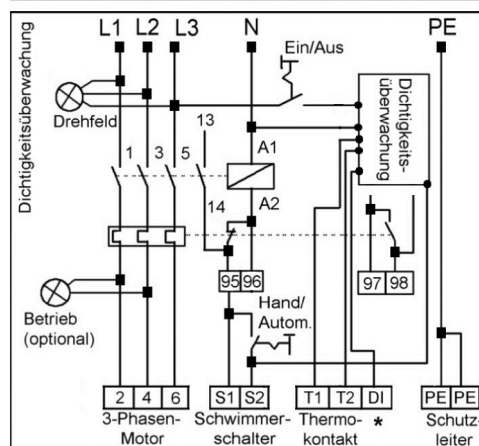 L1 L2 L3 N PE
Ein/Aus
Dichtigkeitsüberwachung
Drehfeld
Dichtigkeits-
überwachung
13
1 3 5
A1
14
A2
95 96
97 98
Hand/
Autom.
Betrieb
(optional)
2 4 6 S1 S2 T1 T2 DI PE PE
3-Phasen-
Motor
Schwimmer-
schalter
Thermo-
kontakt
*
Schutz-
leiter